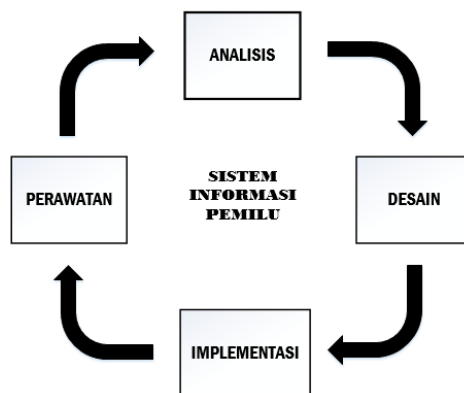 ANALISIS
PERAWATAN
SISTEM
INFORMASI
PEMILU
DESAIN
IMPLEMENTASI